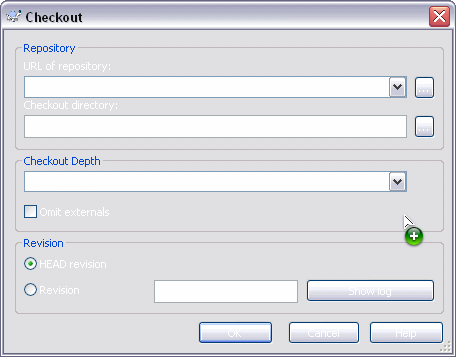 Checkout
Repository
URL of repository:
...
Checkout directory:
...
Checkout Depth
Omit externals
Revision
HEAD revision
Revision
Show log
OK
Cancel
Help